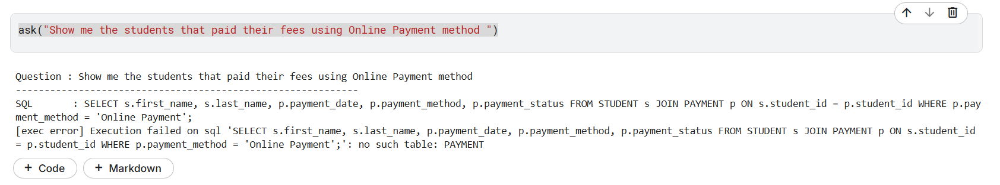 ask("Show me the students that paid their fees using Online Payment method ")
Question : Show me the students that paid their fees using Online Payment method
------------------------------------------------------------
SQL       : SELECT s.first_name, s.last_name, p.payment_date, p.payment_method, p.payment_status FROM STUDENT s JOIN PAYMENT p ON s.student_id = p.student_id WHERE p.pay
ment_method = 'Online Payment';
[exec error] Execution failed on sql 'SELECT s.first_name, s.last_name, p.payment_date, p.payment_method, p.payment_status FROM STUDENT s JOIN PAYMENT p ON s.student_id
= p.student_id WHERE p.payment_method = 'Online Payment';': no such table: PAYMENT
+ Code + Markdown